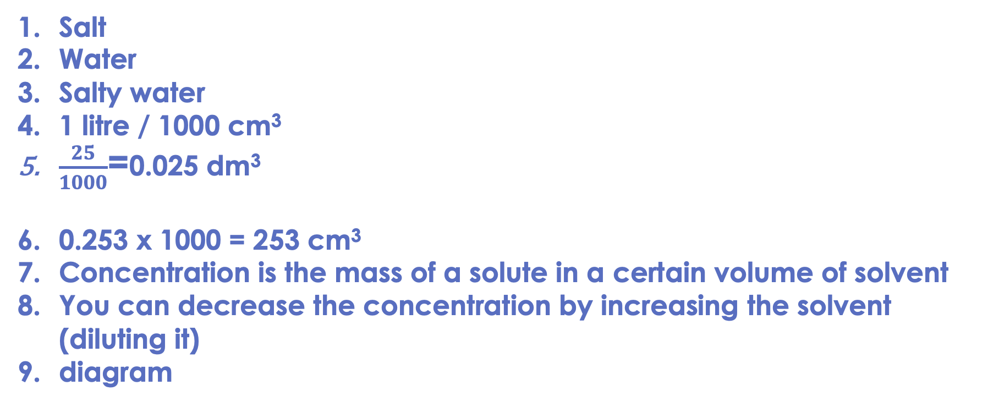 1. Salt
2. Water
3. Salty water
4. 1 litre / 1000 cm³
5. 25/1000=0.025 dm³
6. 0.253 x 1000 = 253 cm³
7. Concentration is the mass of a solute in a certain volume of solvent
8. You can decrease the concentration by increasing the solvent
(diluting it)
9. diagram